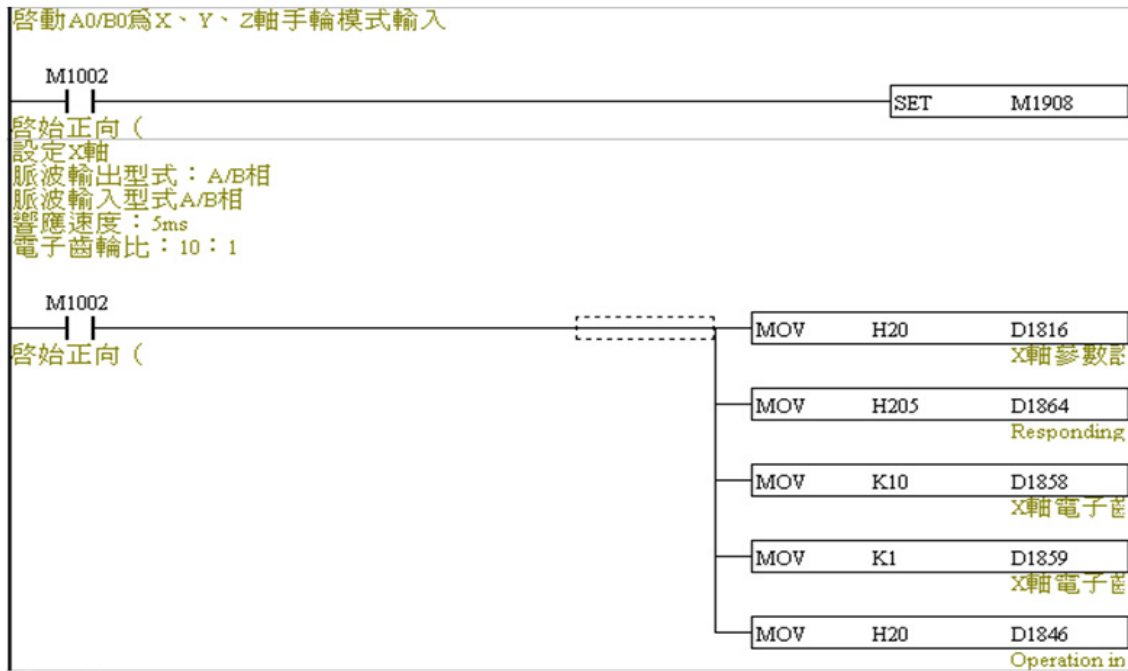 啓動A0/B0爲X、Y、Z軸手輪模式輸入
M1002
SET M1908
啓始正向（
設定X軸
脈波輸出型式：A/B相
脈波輸入型式A/B相
響應速度：5ms
電子齒輪比：10：1
M1002
MOV H20 D1816
啓始正向（
X軸參數
MOV H205 D1864
Responding
MOV K10 D1858
X軸電子
MOV K1 D1859
X軸電子
MOV H20 D1846
Operation in